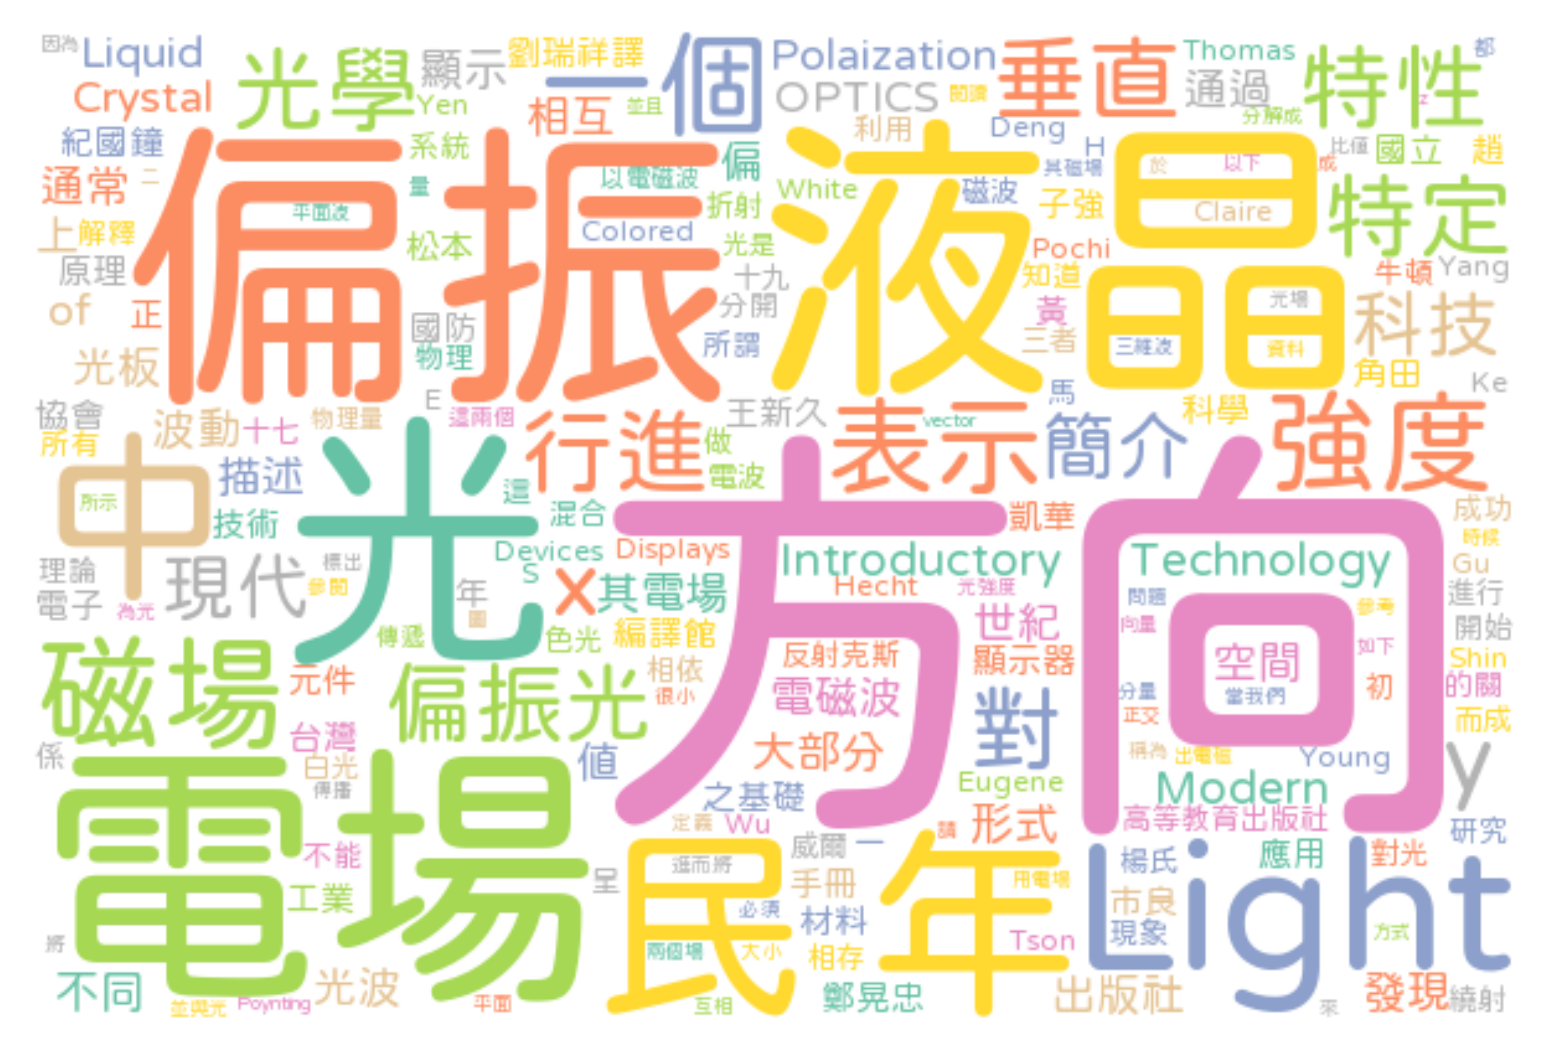 因為
Liquid
光學
顯示
劉瑞祥譯
一個
Polaization
垂直
Thomas
特性
都
Crystal
Yen
相互
並且
OPTICS
閱讀
通過
分解成
z
紀國鐘
系統
偏振
以電磁波
偏
利用
液晶
Deng
H
其磁場
於
以下
成
比值
國立
趙
通常
二
量
平面波
White
磁波
子強
Claire
特定
折射
上
解釋
松本
Colored
光是
Pochi
原理
十九
知道
牛頓
Yang
of
正
國防
分開
黃
光場
科技
光板
物理
所謂
三者
三維波
資料
角田
Ke
協會
E
馬
波動
十七
物理量
這兩個
行進
王新久
表示
vector
簡介
科學
強度
所有
做
中
所示
描述
光
電波
方向
技術
這
混合
凱華
成功
時候
理論
現代
標出
Devices
Displays
Introductory
Technology
Gu
電子
參閱
S
x
其電場
Hecht
光強度
進行
為光
年
圖
問題
參考
磁場
傳遞
色光
編譯館
世紀
向量
開始
元件
偏振光
相依
反射克斯
顯示器
空間
如下
Shin
很小
電磁波
對
分量
當我們
初
的關
台灣
正交
而成
係
白光
值
大部分
稱為
出電磁
Young
y
傳播
電場
之基礎
Eugene
Modern
定義
Wu
形式
請
高等教育出版社
研究
不能
民
進而將
威爾
一
年
楊氏
應用
Light
對光
工業
呈
手冊
用電場
市良
必須
材料
將
兩個場
大小
相存
Tson
現象
方式
不同
光波
並與光
Poynting
平面
互相
鄭晃忠
出版社
來
發現
繞射